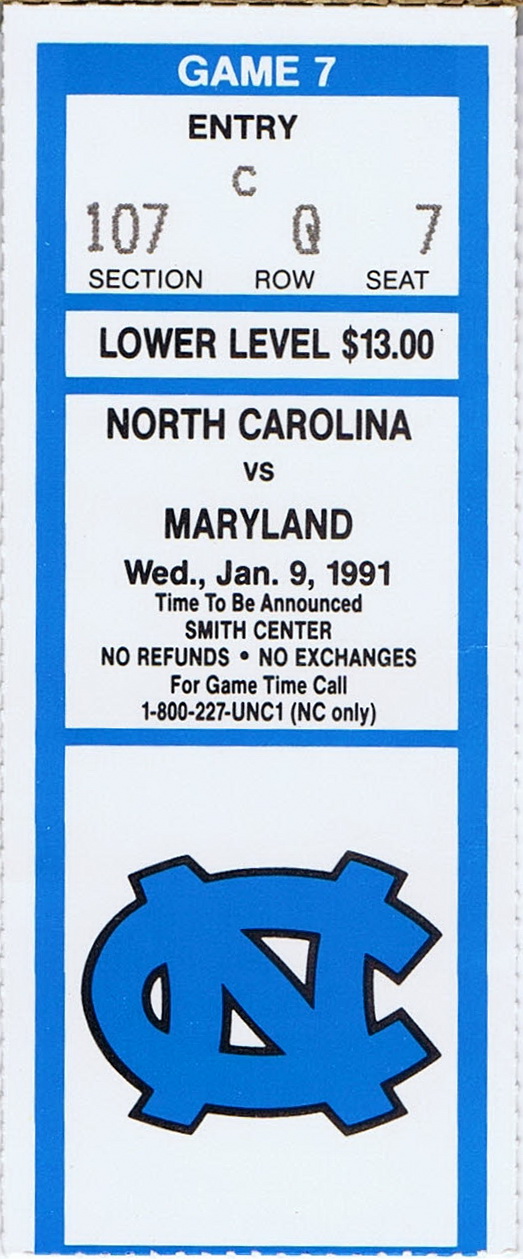 GAME 7
ENTRY
C
107 Q 7
SECTION ROW SEAT
LOWER LEVEL $13.00
NORTH CAROLINA
VS
MARYLAND
Wed., Jan. 9, 1991
Time To Be Announced
SMITH CENTER
NO REFUNDS • NO EXCHANGES
For Game Time Call
1-800-227-UNC1 (NC only)
NC